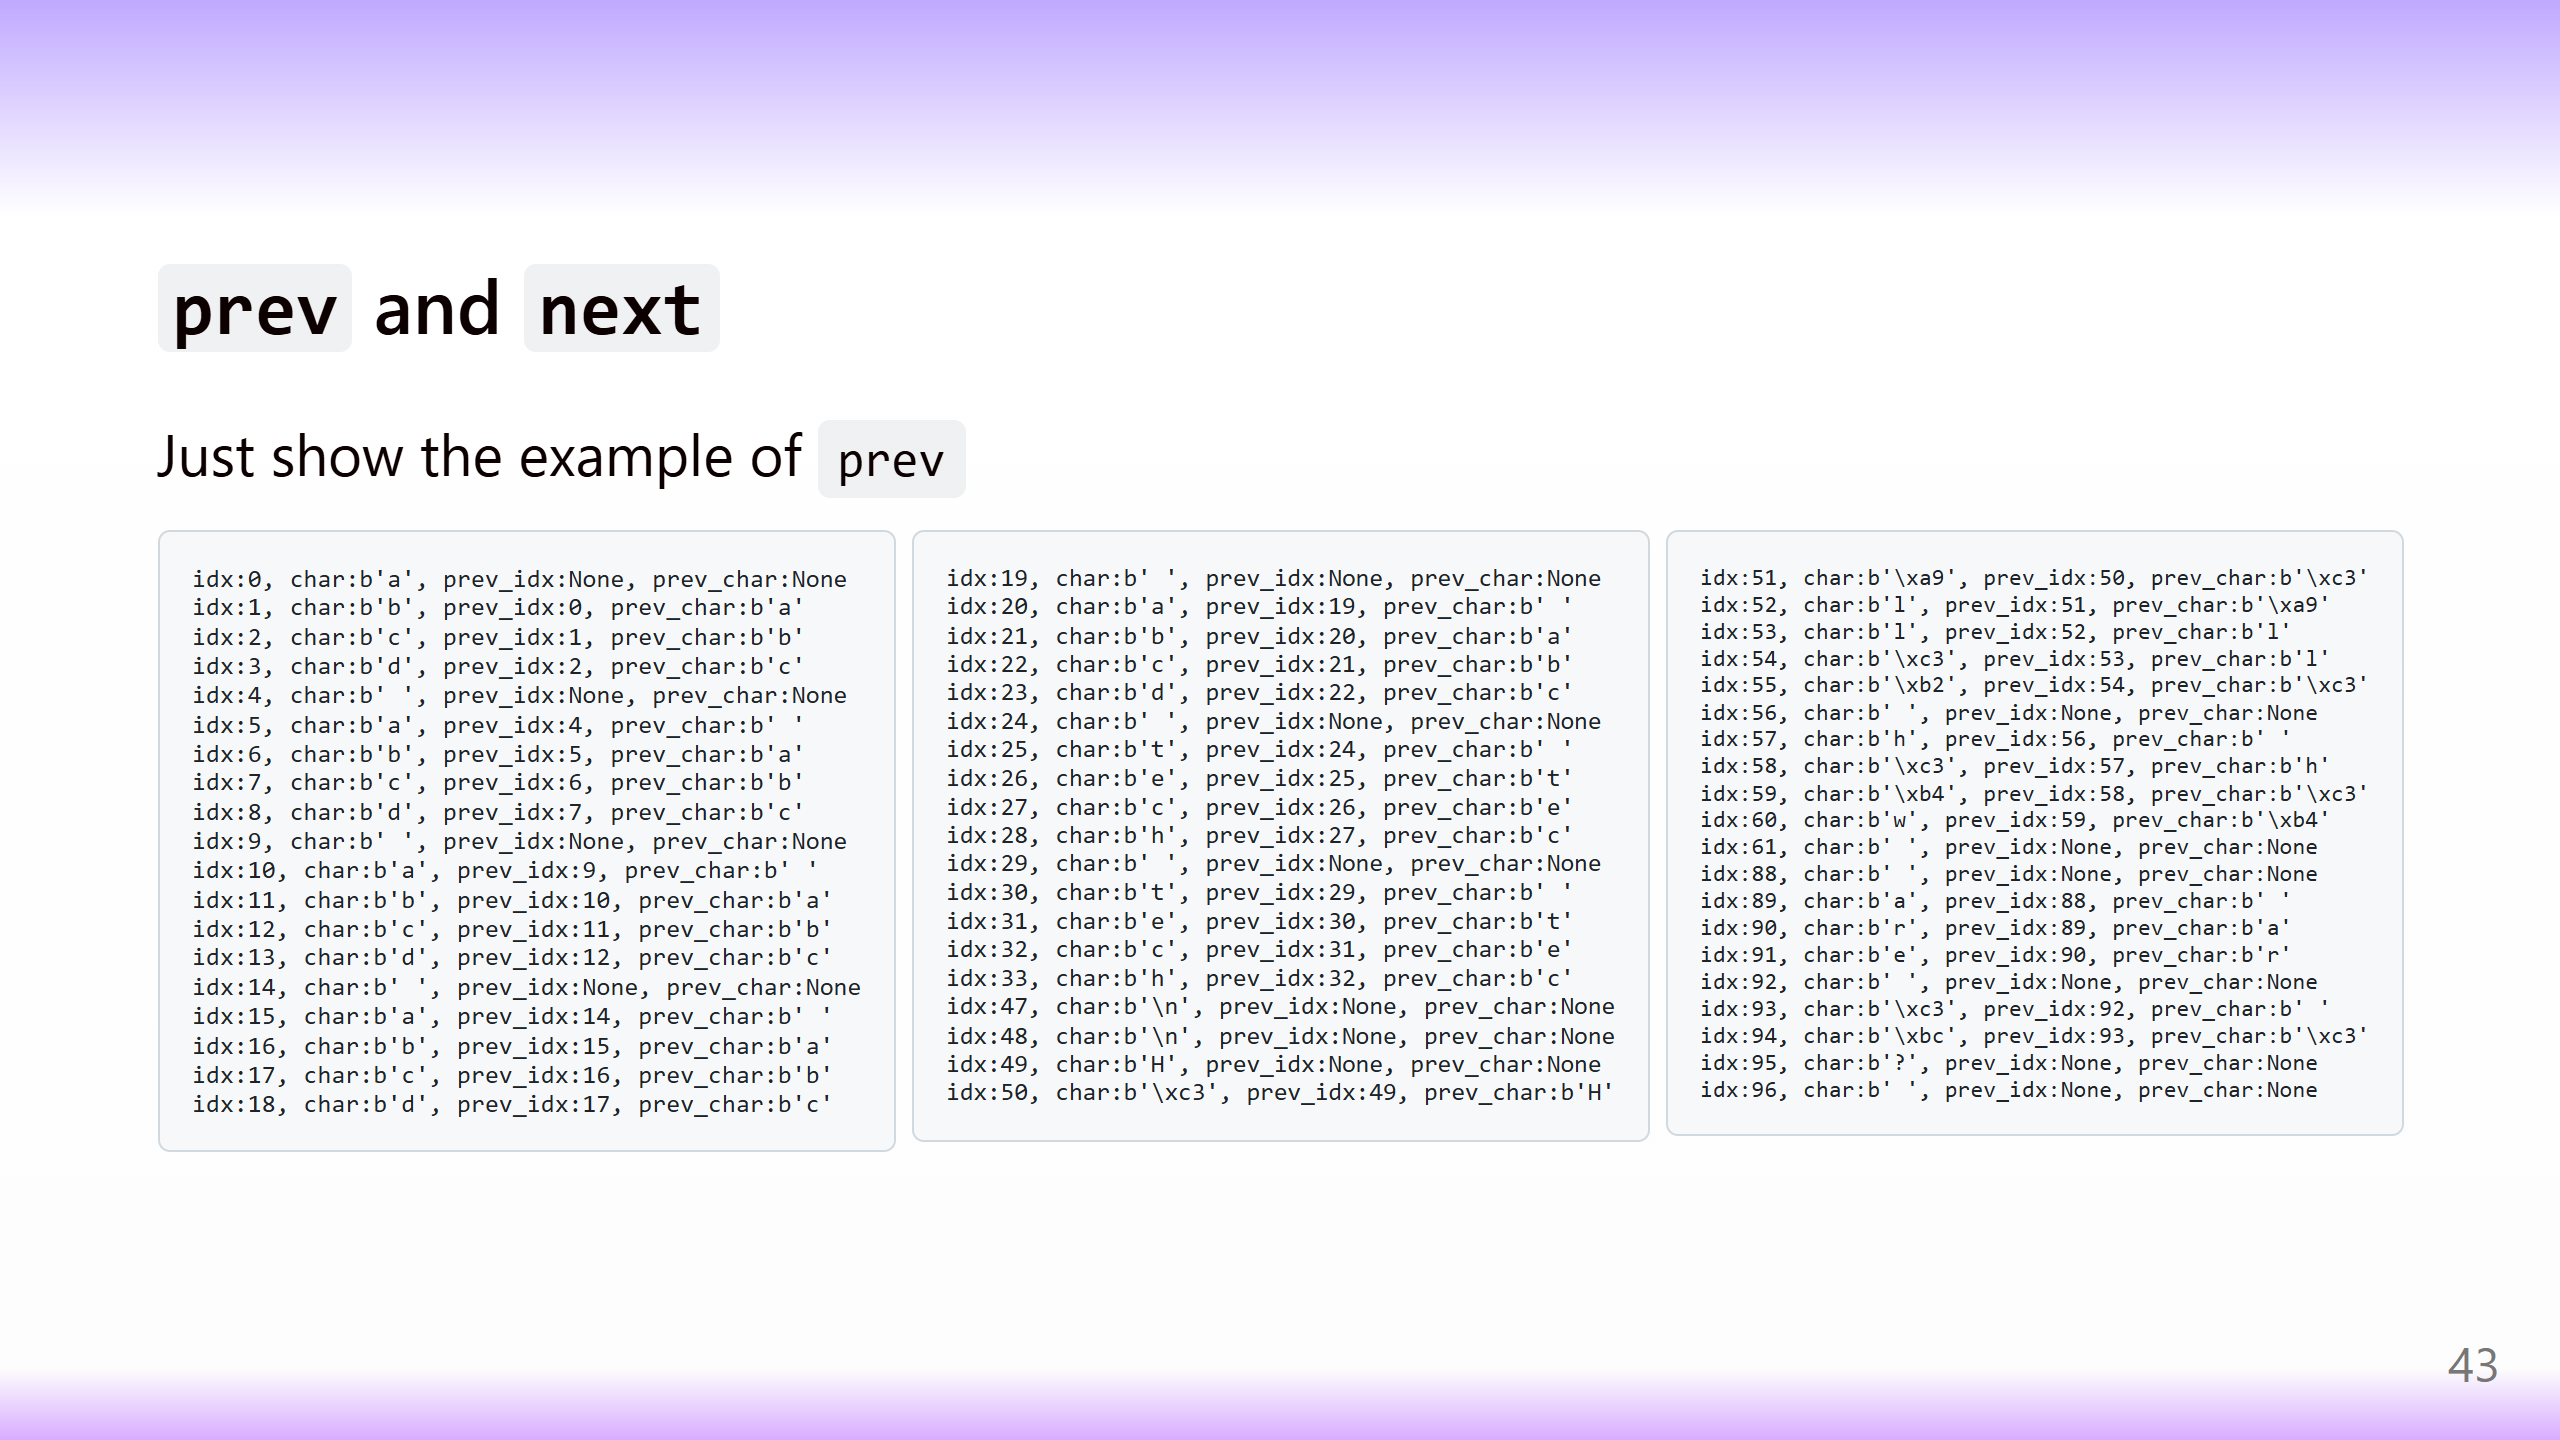 prev and next
Just show the example of prev
idx:0, char:b'a', prev_idx:None, prev_char:None
idx:1, char:b'b', prev_idx:0, prev_char:b'a'
idx:2, char:b'c', prev_idx:1, prev_char:b'b'
idx:3, char:b'd', prev_idx:2, prev_char:b'c'
idx:4, char:b' ', prev_idx:None, prev_char:None
idx:5, char:b'a', prev_idx:4, prev_char:b' '
idx:6, char:b'b', prev_idx:5, prev_char:b'a'
idx:7, char:b'c', prev_idx:6, prev_char:b'b'
idx:8, char:b'd', prev_idx:7, prev_char:b'c'
idx:9, char:b' ', prev_idx:None, prev_char:None
idx:10, char:b'a', prev_idx:9, prev_char:b' '
idx:11, char:b'b', prev_idx:10, prev_char:b'a'
idx:12, char:b'c', prev_idx:11, prev_char:b'b'
idx:13, char:b'd', prev_idx:12, prev_char:b'c'
idx:14, char:b' ', prev_idx:None, prev_char:None
idx:15, char:b'a', prev_idx:14, prev_char:b' '
idx:16, char:b'b', prev_idx:15, prev_char:b'a'
idx:17, char:b'c', prev_idx:16, prev_char:b'b'
idx:18, char:b'd', prev_idx:17, prev_char:b'c'
idx:19, char:b' ', prev_idx:None, prev_char:None
idx:20, char:b'a', prev_idx:19, prev_char:b' '
idx:21, char:b'b', prev_idx:20, prev_char:b'a'
idx:22, char:b'c', prev_idx:21, prev_char:b'b'
idx:23, char:b'd', prev_idx:22, prev_char:b'c'
idx:24, char:b' ', prev_idx:None, prev_char:None
idx:25, char:b't', prev_idx:24, prev_char:b' '
idx:26, char:b'e', prev_idx:25, prev_char:b't'
idx:27, char:b'c', prev_idx:26, prev_char:b'e'
idx:28, char:b'h', prev_idx:27, prev_char:b'c'
idx:29, char:b' ', prev_idx:None, prev_char:None
idx:30, char:b't', prev_idx:29, prev_char:b' '
idx:31, char:b'e', prev_idx:30, prev_char:b't'
idx:32, char:b'c', prev_idx:31, prev_char:b'e'
idx:33, char:b'h', prev_idx:32, prev_char:b'c'
idx:47, char:b'\n', prev_idx:None, prev_char:None
idx:48, char:b'\n', prev_idx:None, prev_char:None
idx:49, char:b'H', prev_idx:None, prev_char:None
idx:50, char:b'\xc3', prev_idx:49, prev_char:b'H'
idx:51, char:b'\xa9', prev_idx:50, prev_char:b'\xc3'
idx:52, char:b'l', prev_idx:51, prev_char:b'\xa9'
idx:53, char:b'l', prev_idx:52, prev_char:b'l'
idx:54, char:b'\xc3', prev_idx:53, prev_char:b'l'
idx:55, char:b'\xb2', prev_idx:54, prev_char:b'\xc3'
idx:56, char:b' ', prev_idx:None, prev_char:None
idx:57, char:b'h', prev_idx:56, prev_char:b' '
idx:58, char:b'\xc3', prev_idx:57, prev_char:b'h'
idx:59, char:b'\xb4', prev_idx:58, prev_char:b'\xc3'
idx:60, char:b'w', prev_idx:59, prev_char:b'\xb4'
idx:61, char:b' ', prev_idx:None, prev_char:None
idx:88, char:b' ', prev_idx:None, prev_char:None
idx:89, char:b'a', prev_idx:88, prev_char:b' '
idx:90, char:b'r', prev_idx:89, prev_char:b'a'
idx:91, char:b'e', prev_idx:90, prev_char:b'r'
idx:92, char:b' ', prev_idx:None, prev_char:None
idx:93, char:b'\xc3', prev_idx:92, prev_char:b' '
idx:94, char:b'\xbc', prev_idx:93, prev_char:b'\xc3'
idx:95, char:b'?', prev_idx:None, prev_char:None
idx:96, char:b' ', prev_idx:None, prev_char:None
43